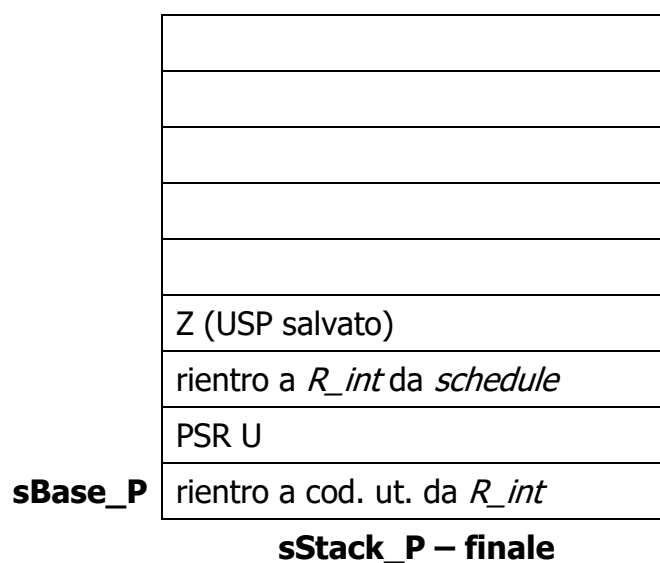 Z (USP salvato)
rientro a R_int da schedule
PSR U
sBase_P rientro a cod. ut. da R_int
sStack_P – finale